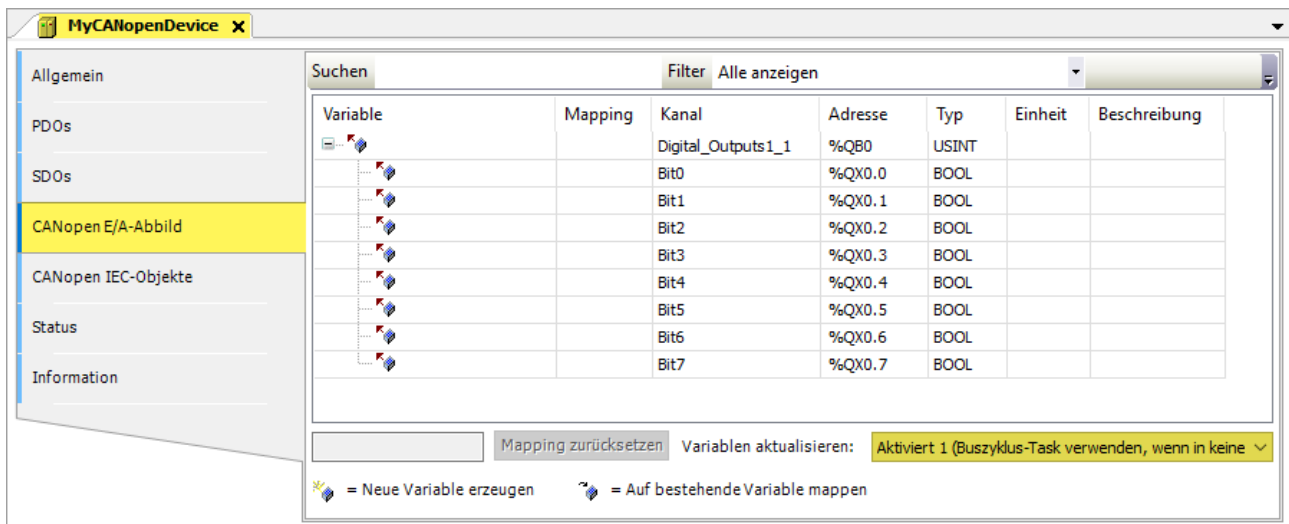 MyCANopenDevice
Allgemein
PDOs
SDOs
CANopen E/A-Abbild
CANopen IEC-Objekte
Status
Information
Suchen Filter Alle anzeigen
Variable Mapping Kanal Adresse Typ Einheit Beschreibung
Digital_Outputs1_1 %QB0 USINT
Bit0 %QX0.0 BOOL
Bit1 %QX0.1 BOOL
Bit2 %QX0.2 BOOL
Bit3 %QX0.3 BOOL
Bit4 %QX0.4 BOOL
Bit5 %QX0.5 BOOL
Bit6 %QX0.6 BOOL
Bit7 %QX0.7 BOOL
Mapping zurücksetzen Variablen aktualisieren: Aktiviert 1 (Buszyklus-Task verwenden, wenn in keine
= Neue Variable erzeugen = Auf bestehende Variable mappen